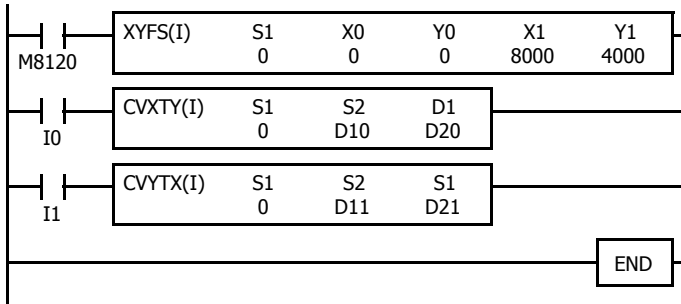 XYFS(I) S1 X0 Y0 X1 Y1
0 0 0 8000 4000
M8120
CVXTY(I) S1 S2 D1
0 D10 D20
I0
CVYTX(I) S1 S2 S1
0 D11 D21
I1
END